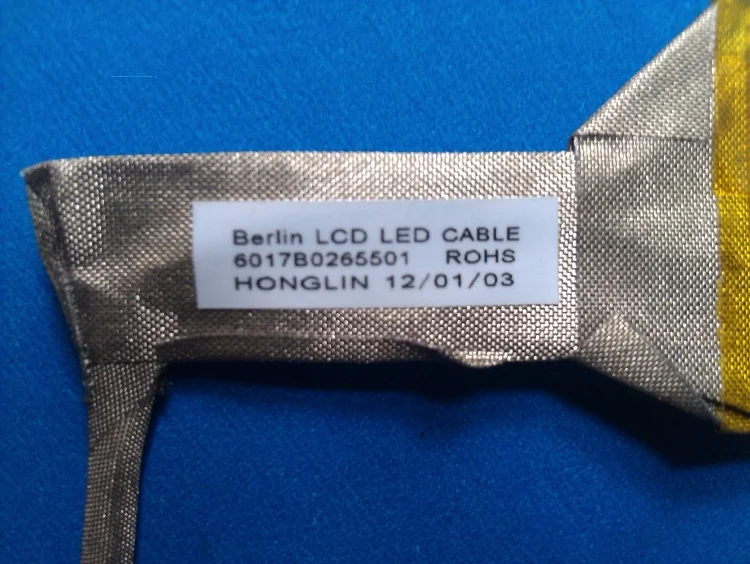 Berlin LCD LED CABLE
6017B0265501 ROHS
HONGLIN 12/01/03